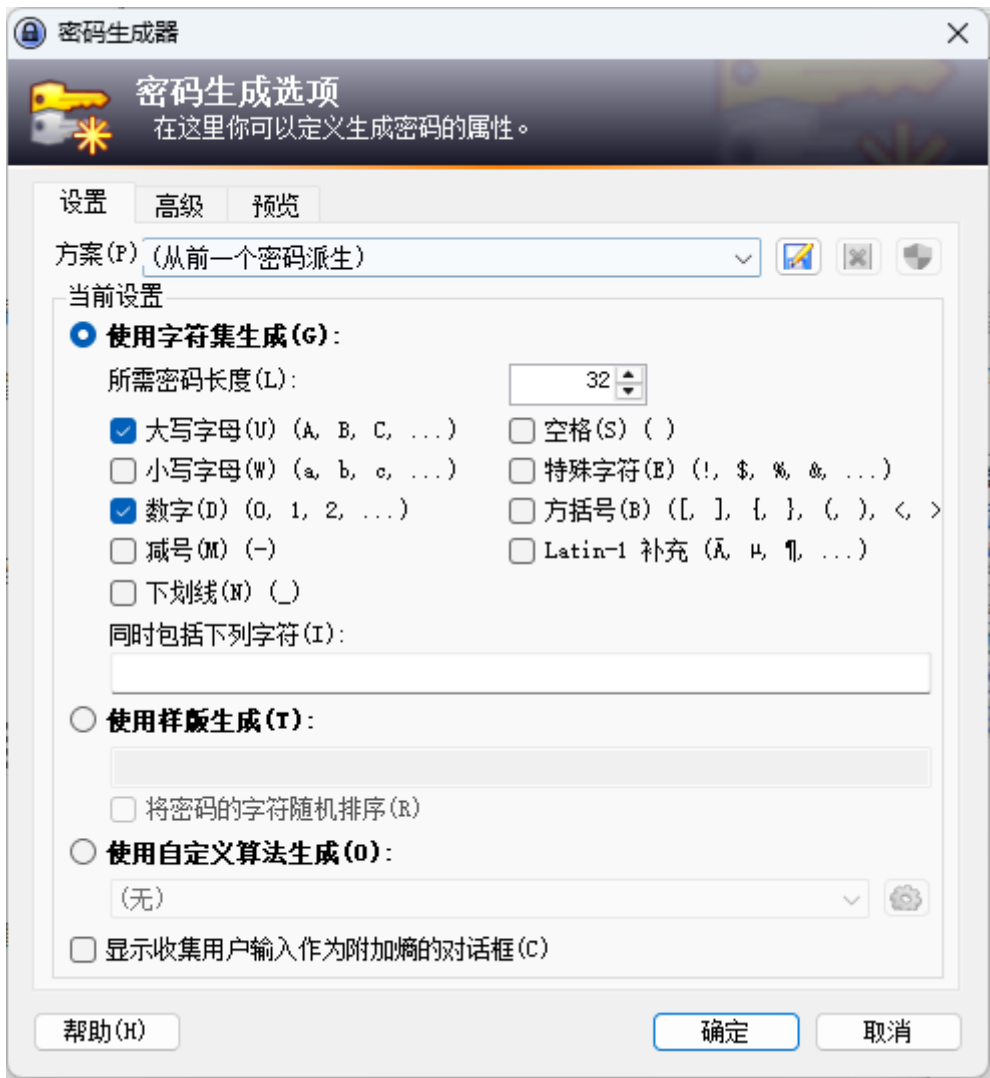 密码生成器
密码生成选项
在这里你可以定义生成密码的属性。
设置 高级 预览
方案(P) (从前一个密码派生)
当前设置
使用字符集生成(G):
所需密码长度(L): 32
大写字母(U) (A, B, C, ...) 空格(S) ( )
小写字母(W) (a, b, c, ...) 特殊字符(E) (!, $, %, &, ...)
数字(D) (0, 1, 2, ...) 方括号(B) ([, ], {, }, (, ), <, >
减号(M) (-) Latin-1 补充 (Ã, µ, ¶, ...)
下划线(N) (_)
同时包括下列字符(I):
使用样版生成(T):
将密码的字符随机排序(R)
使用自定义算法生成(O):
(无)
显示收集用户输入作为附加熵的对话框(C)
帮助(H) 确定 取消